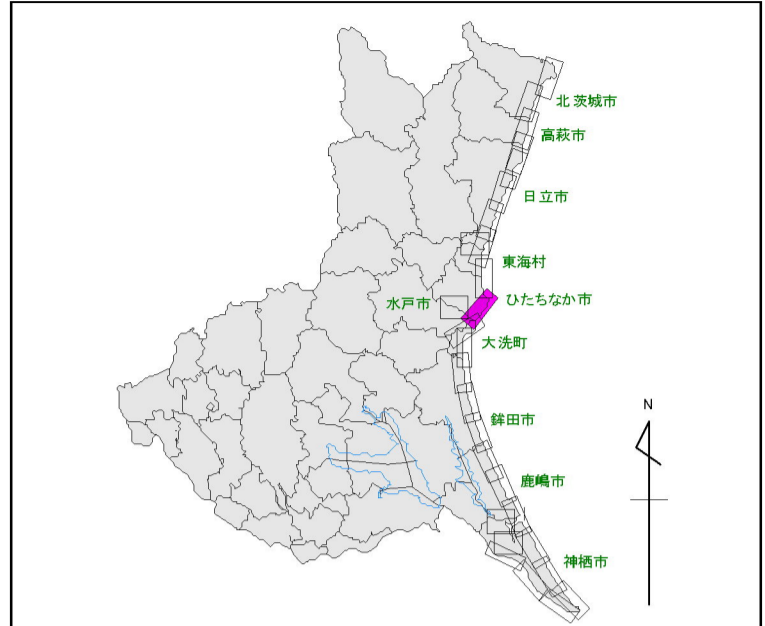 北茨城市
高萩市
日立市
東海村
ひたちなか市
水戸市
大洗町
N
鉾田市
鹿嶋市
神栖市